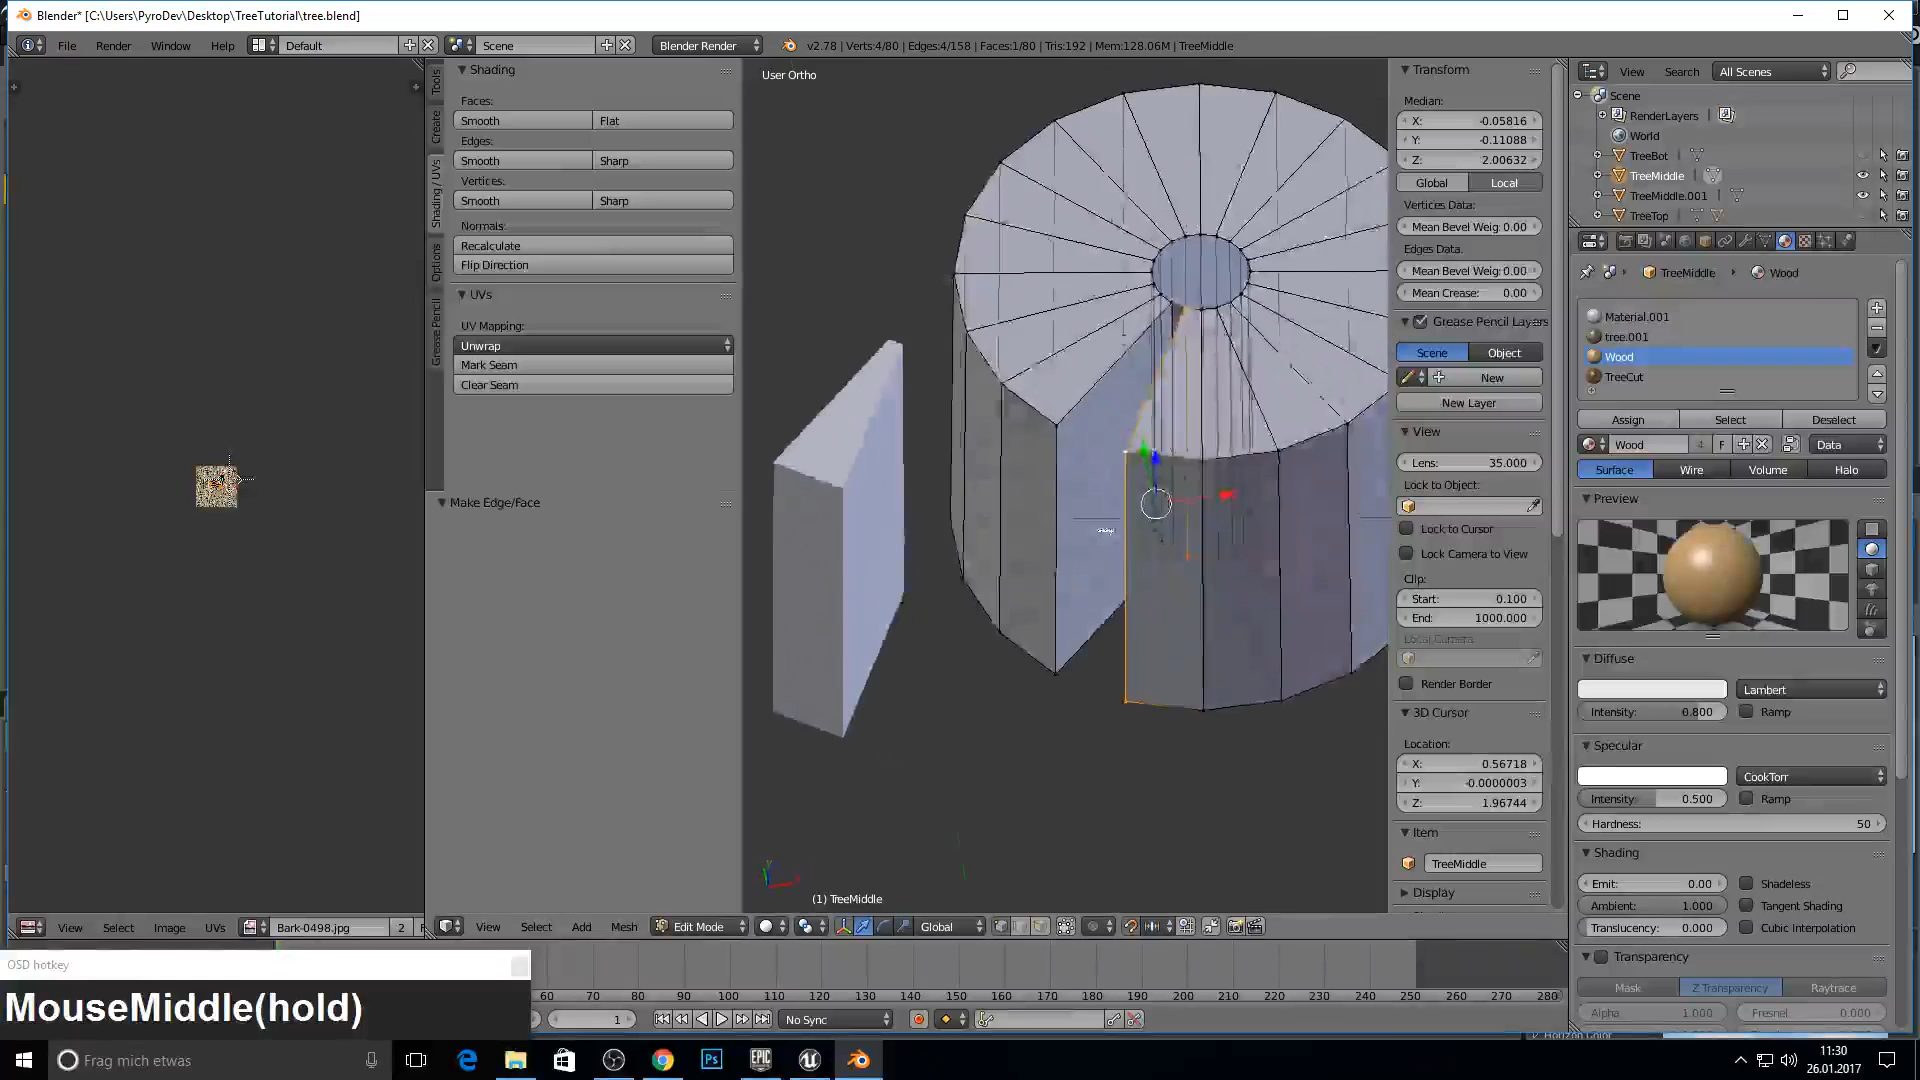 Blender* [C:\Users\PyroDev\Desktop\TreeTutorial\tree.blend]
File Render Window Help Default Scene Blender Render v2.78 | Verts:4/80 | Edges:4/158 | Faces:1/80 | Tris:192 | Mem:128.06M | TreeMiddle
Tools
Create
Shading / UVs
Options
Grease Pencil
Shading
Faces:
Smooth Flat
Edges:
Smooth Sharp
Vertices:
Smooth Sharp
Normals:
Recalculate
Flip Direction
UVs
UV Mapping:
Unwrap
Mark Seam
Clear Seam
Make Edge/Face
User Ortho
(1) TreeMiddle
Transform
Median:
X: -0.05816
Y: -0.11088
Z: 2.00632
Global Local
Vertices Data:
Mean Bevel Weig: 0.00
Edges Data:
Mean Bevel Weig: 0.00
Mean Crease: 0.00
Grease Pencil Layers
Scene Object
New
New Layer
View
Lens: 35.000
Lock to Object:
Lock to Cursor
Lock Camera to View
Clip:
Start: 0.100
End: 1000.000
Local Camera:
Render Border
3D Cursor
Location:
X: 0.56718
Y: -0.0000003
Z: 1.96744
Item
TreeMiddle
Display
View Search All Scenes
Scene
RenderLayers
World
TreeBot
TreeMiddle
TreeMiddle.001
TreeTop
TreeMiddle Wood
Material.001
tree.001
Wood
TreeCut
Assign Select Deselect
Wood 4 F Data
Surface Wire Volume Halo
Preview
Diffuse
Lambert
Intensity: 0.800 Ramp
Specular
CookTorr
Intensity: 0.500 Ramp
Hardness: 50
Shading
Emit: 0.00 Shadeless
Ambient: 1.000 Tangent Shading
Translucency: 0.000 Cubic Interpolation
Transparency
Mask Z Transparency Raytrace
Alpha 1.000 Fresnel 0.000
View Select Image UVs Bark-0498.jpg 2 F
View Select Add Mesh Edit Mode Global
OSD hotkey
MouseMiddle(hold)
60 70 80 90 100 110 120 130 140 150 160 170 180 190 200 210 220 230 240 250 260 270 280
1 No Sync
Frag mich etwas
Ps
EPIC
GAMES
11:30
26.01.2017